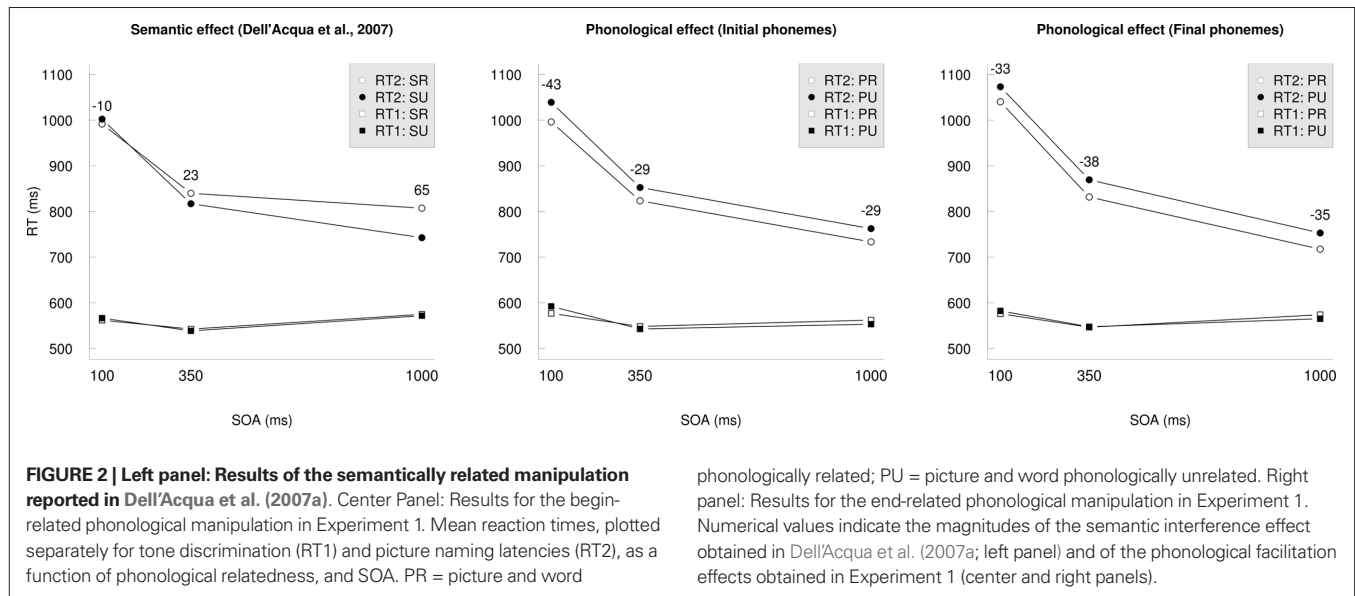 Semantic effect (Dell'Acqua et al., 2007)
RT (ms)
1100
1000
900
800
700
600
500
-10
23
65
RT2: SR
RT2: SU
RT1: SR
RT1: SU
100
350
1000
SOA (ms)
Phonological effect (Initial phonemes)
-43
-29
-29
RT2: PR
RT2: PU
RT1: PR
RT1: PU
1100
1000
900
800
700
600
500
100
350
1000
SOA (ms)
Phonological effect (Final phonemes)
-33
-38
-35
RT2: PR
RT2: PU
RT1: PR
RT1: PU
1100
1000
900
800
700
600
500
100
350
1000
SOA (ms)
FIGURE 2 | Left panel: Results of the semantically related manipulation
reported in Dell'Acqua et al. (2007a). Center Panel: Results for the begin-
related phonological manipulation in Experiment 1. Mean reaction times, plotted
separately for tone discrimination (RT1) and picture naming latencies (RT2), as a
function of phonological relatedness, and SOA. PR = picture and word
phonologically related; PU = picture and word phonologically unrelated. Right
panel: Results for the end-related phonological manipulation in Experiment 1.
Numerical values indicate the magnitudes of the semantic interference effect
obtained in Dell'Acqua et al. (2007a; left panel) and of the phonological facilitation
effects obtained in Experiment 1 (center and right panels).